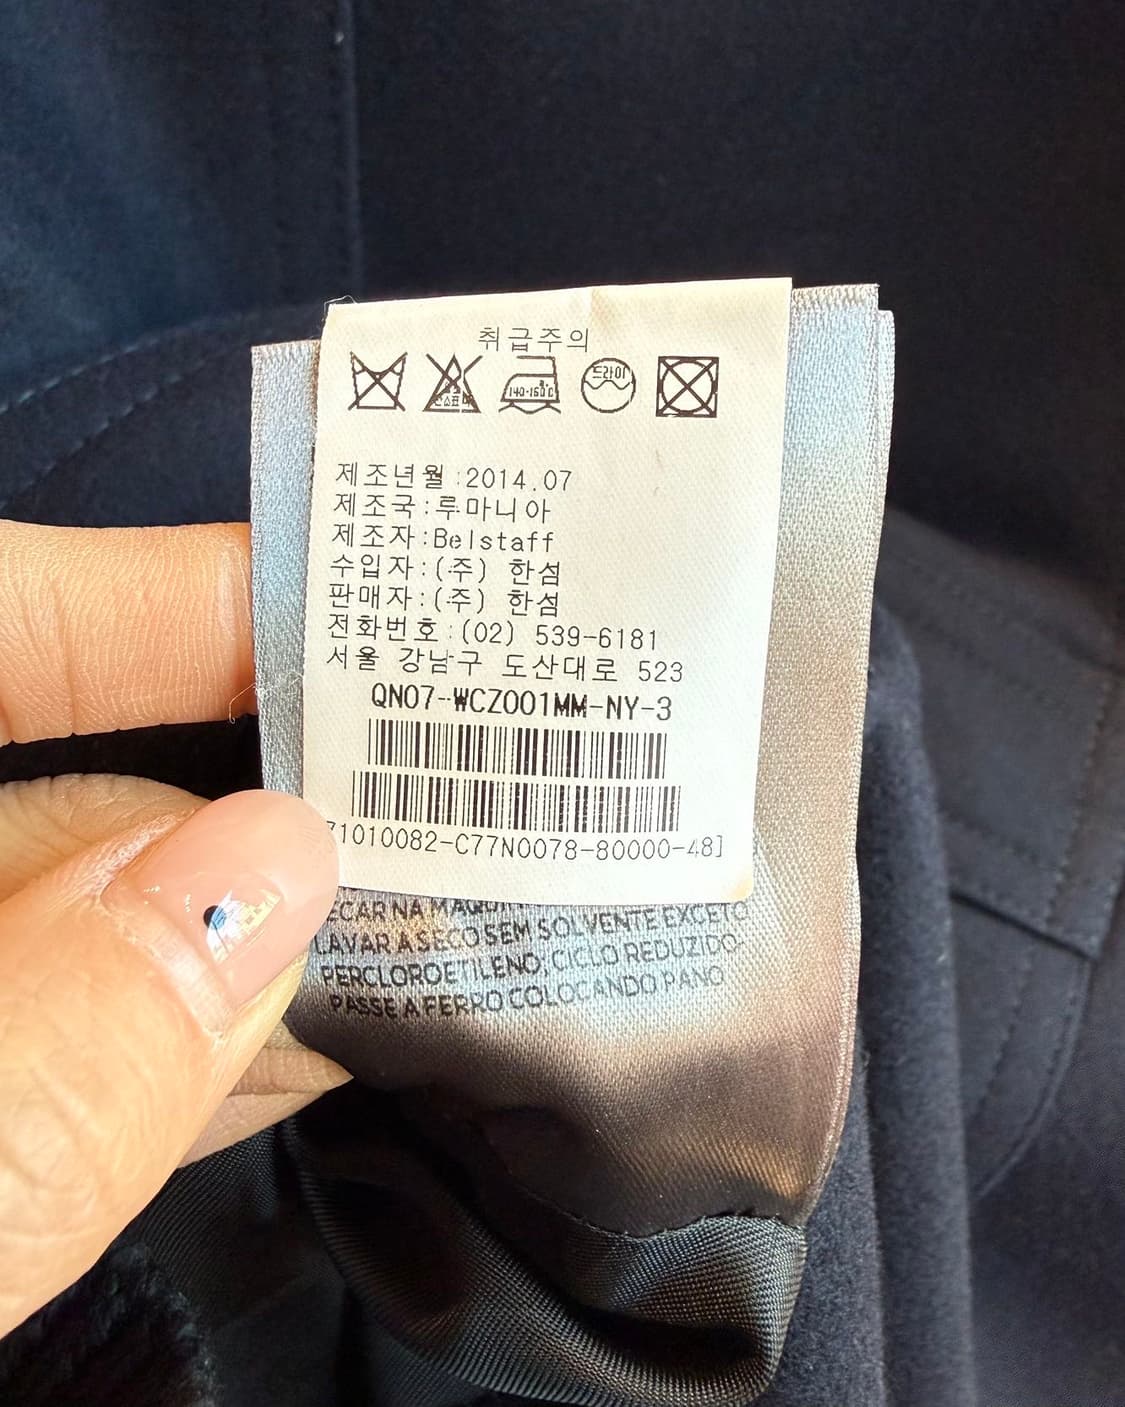 취급주의
드라이
140-160℃
제조년월:2014.07
제조국:루마니아
제조자:Belstaff
수입자:(주) 한섬
판매자:(주) 한섬
전화번호:(02) 539-6181
서울 강남구 도산대로 523
QN07-WCZ001MM-NY-3
71010082-C77N0078-80000-48]
LAVAR A SECO SEM SOLVENTE EXCETO
PERCLOROETILENO, CICLO REDUZIDO-
PASSE A FERRO COLOCANDO PANO